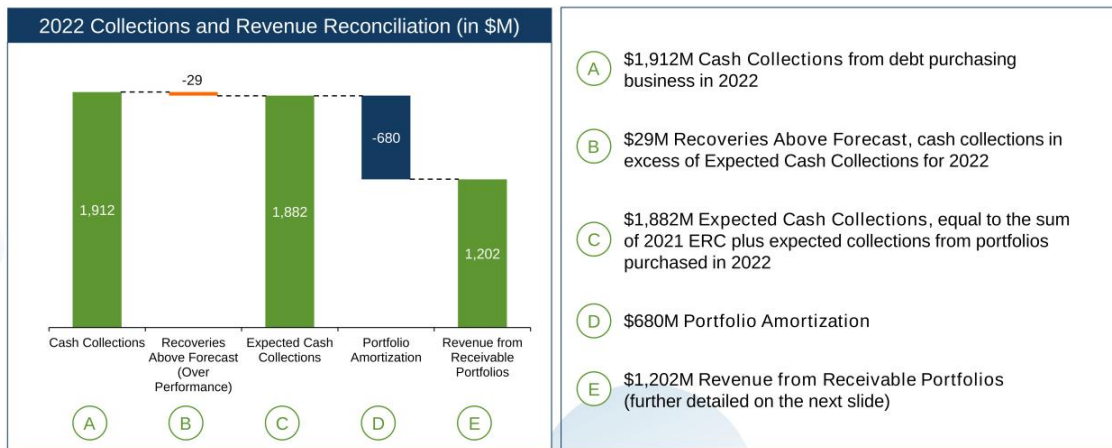 2022 Collections and Revenue Reconciliation (in $M)
-29
-680
1,912
1,882
1,202
Cash Collections
Recoveries
Above Forecast
(Over
Performance)
Expected Cash
Collections
Portfolio
Amortization
Revenue from
Receivable
Portfolios
A
B
C
D
E
A
$1,912M Cash Collections from debt purchasing
business in 2022
B
$29M Recoveries Above Forecast, cash collections in
excess of Expected Cash Collections for 2022
C
$1,882M Expected Cash Collections, equal to the sum
of 2021 ERC plus expected collections from portfolios
purchased in 2022
D
$680M Portfolio Amortization
E
$1,202M Revenue from Receivable Portfolios
(further detailed on the next slide)